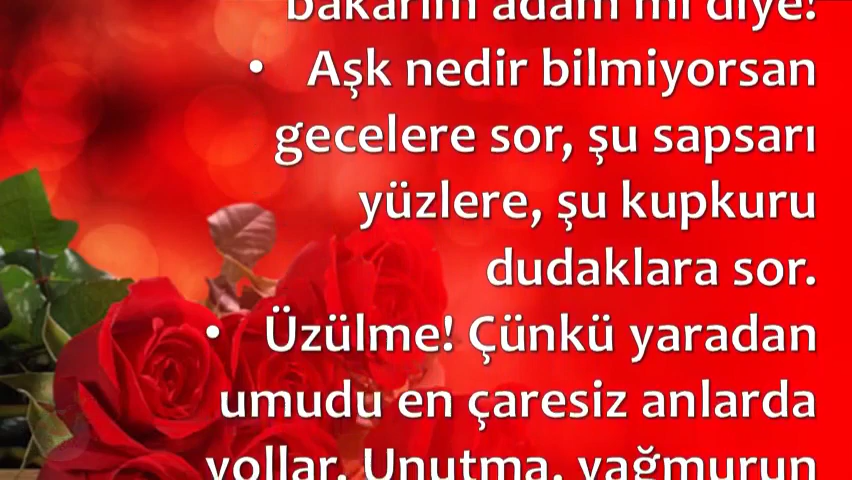 bakarım adam mı diye!
• Aşk nedir bilmiyorsan
gecelere sor, şu sapsarı
yüzlere, şu kupkuru
dudaklara sor.
• Üzülme! Çünkü yaradan
umudu en çaresiz anlarda
yollar. Unutma, yağmurun